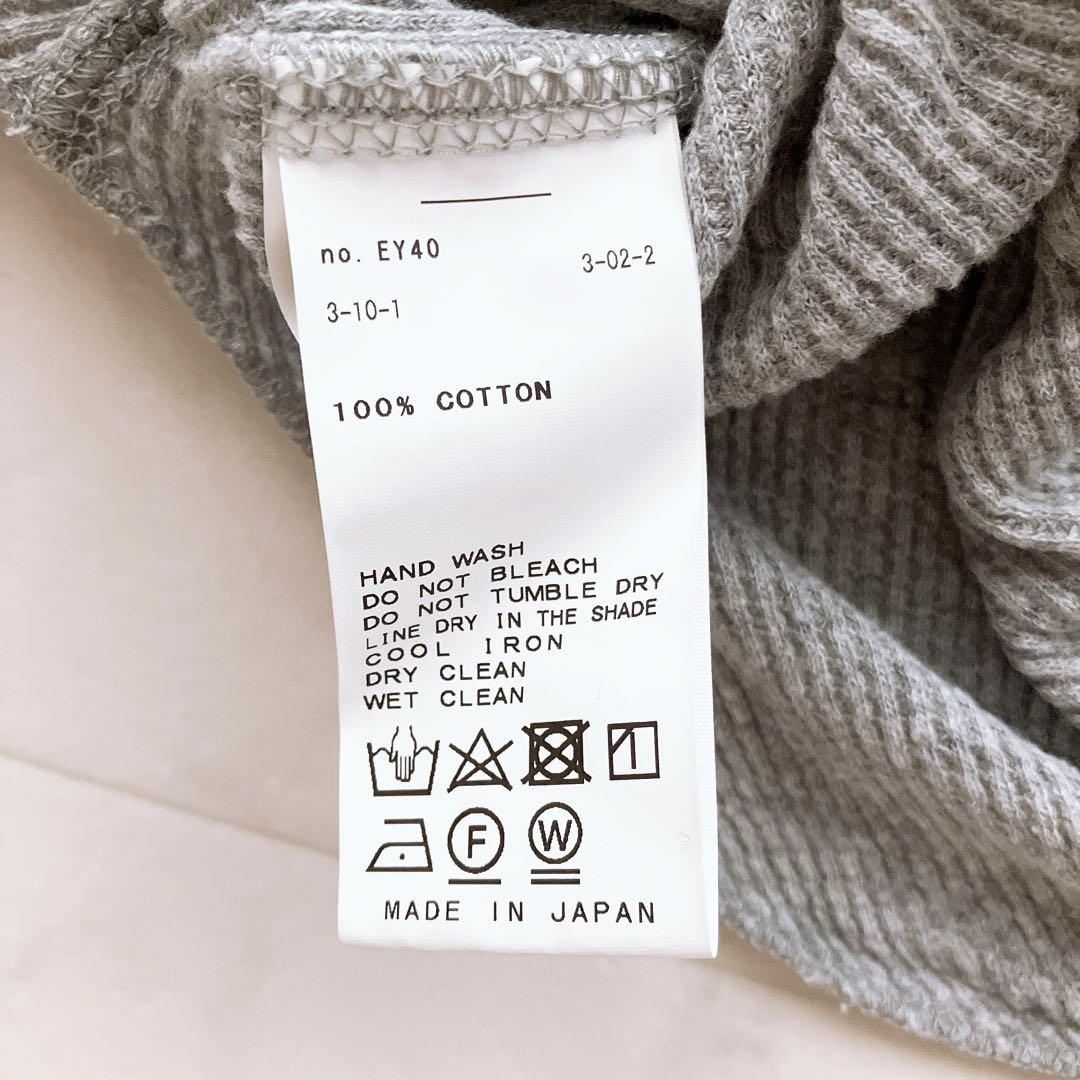 no. EY40
3-02-2
3-10-1
100% COTTON
HAND WASH
DO NOT BLEACH
DO NOT TUMBLE DRY
LINE DRY IN THE SHADE
COOL IRON
DRY CLEAN
WET CLEAN
F
W
MADE IN JAPAN